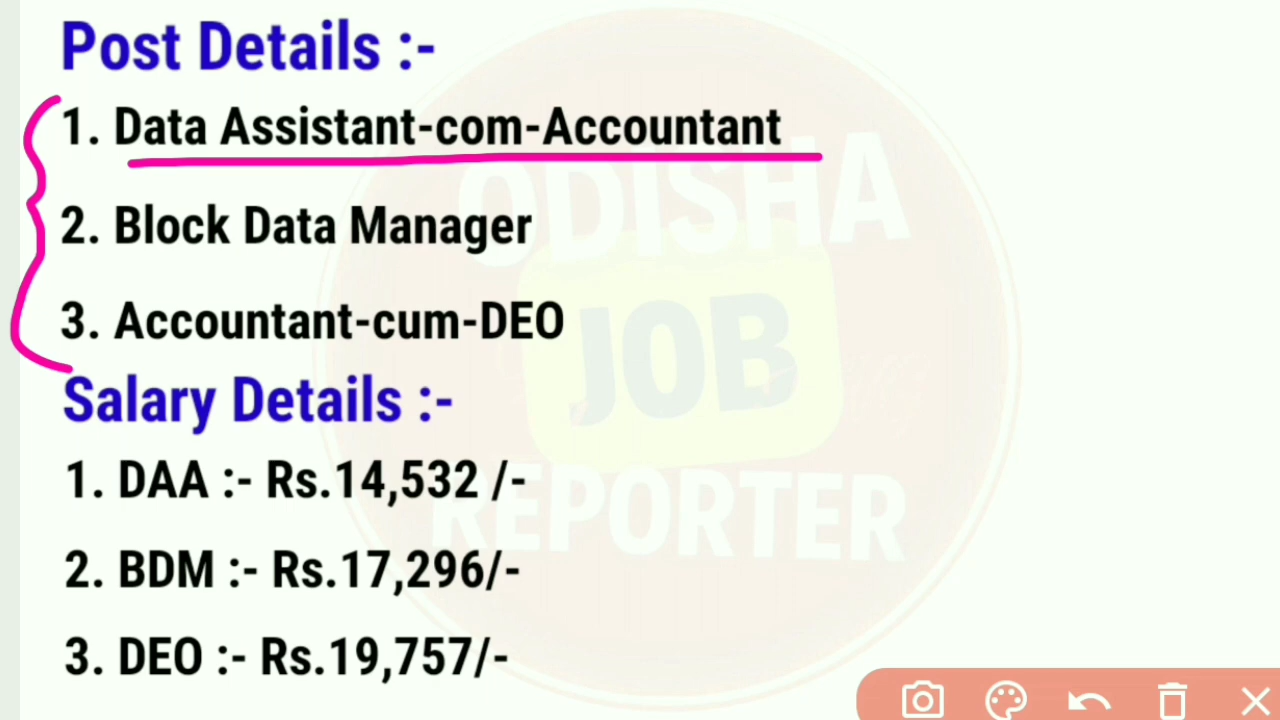 Post Details :-
1. Data Assistant-com-Accountant
2. Block Data Manager
3. Accountant-cum-DEO
Salary Details :-
1. DAA :- Rs.14,532 /-
2. BDM :- Rs.17,296/-
3. DEO :- Rs.19,757/-
ODISHA
JOB
REPORTER